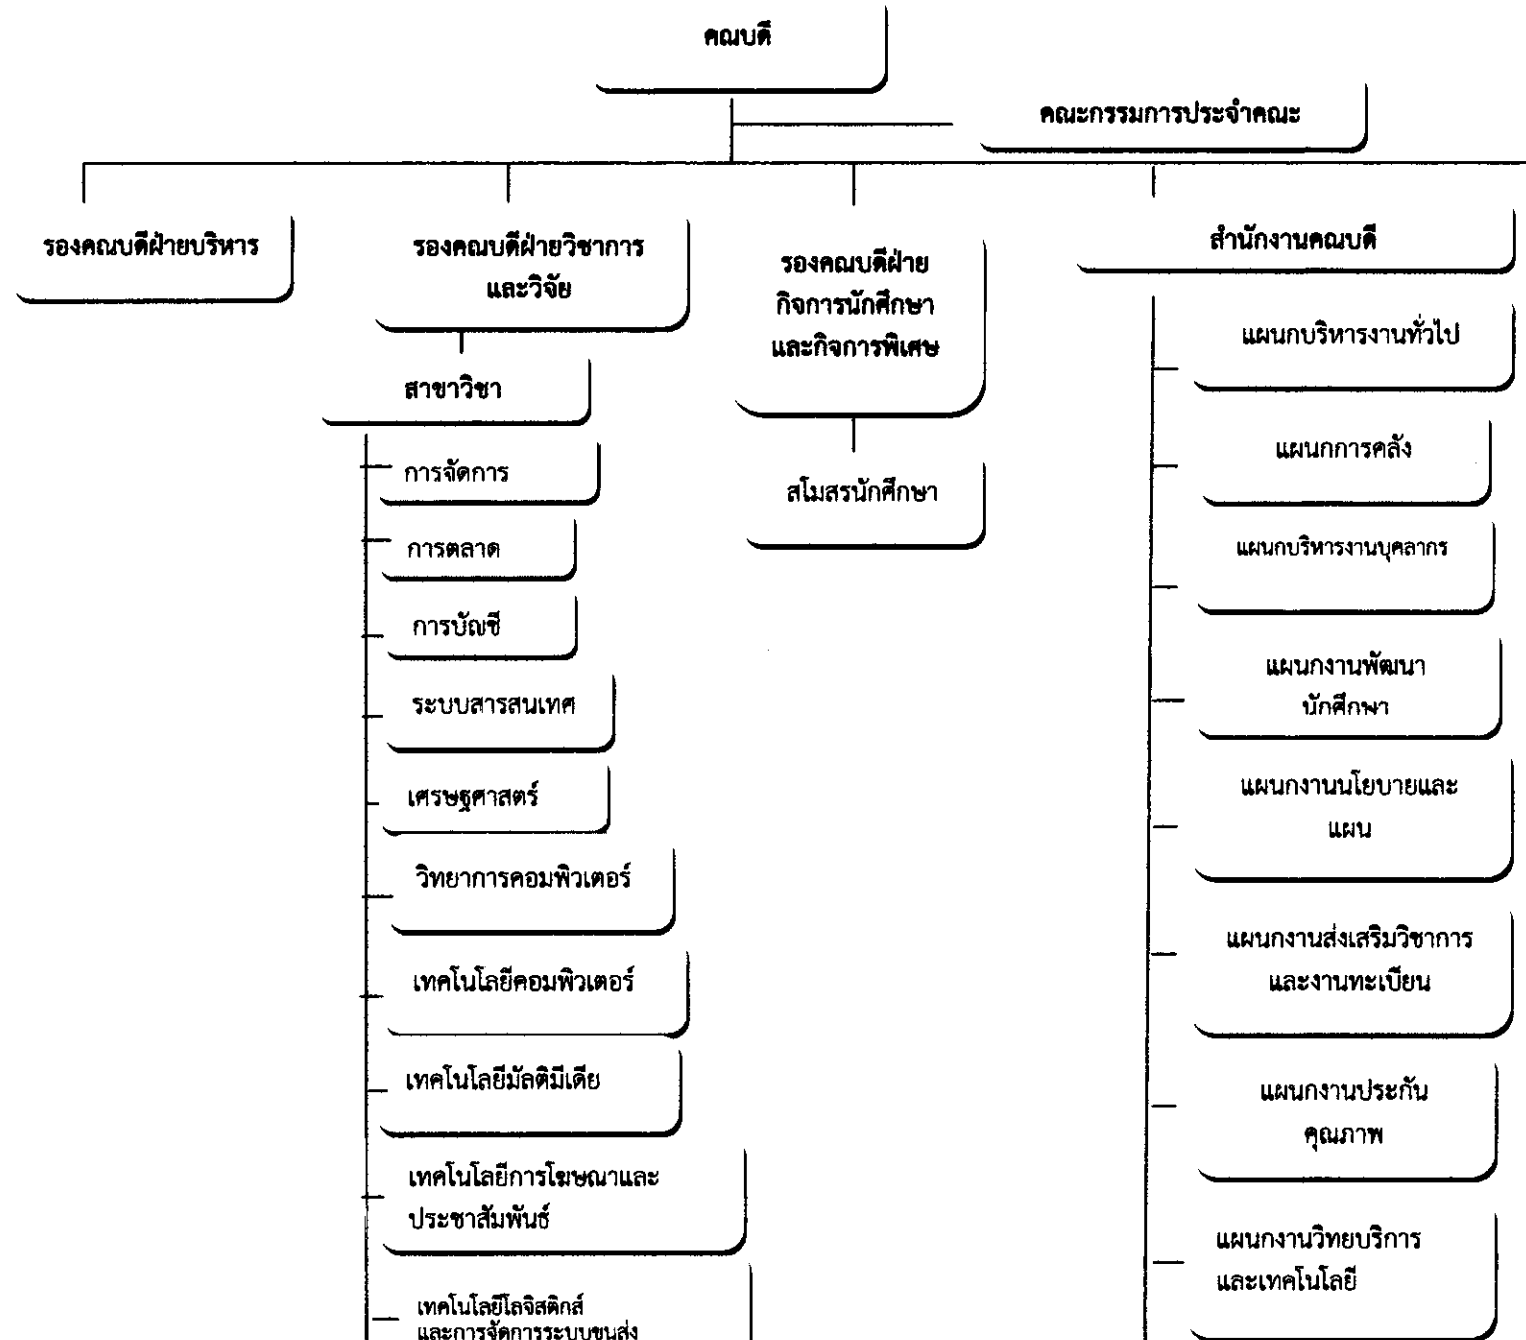 คณบดี
คณะกรรมการประจำคณะ
รองคณบดีฝ่ายบริหาร
รองคณบดีฝ่ายวิชาการ
และวิจัย
สาขาวิชา
การจัดการ
การตลาด
การบัญชี
ระบบสารสนเทศ
เศรษฐศาสตร์
วิทยาการคอมพิวเตอร์
เทคโนโลยีคอมพิวเตอร์
เทคโนโลยีมัลติมีเดีย
เทคโนโลยีการโฆษณาและ
ประชาสัมพันธ์
เทคโนโลยีโลจิสติกส์
และการจัดการระบบขนส่ง
รองคณบดีฝ่าย
กิจการนักศึกษา
และกิจการพิเศษ
สโมสรนักศึกษา
สำนักงานคณบดี
แผนกบริหารงานทั่วไป
แผนกการคลัง
แผนกบริหารงานบุคลากร
แผนกงานพัฒนา
นักศึกษา
แผนกงานนโยบายและ
แผน
แผนกงานส่งเสริมวิชาการ
และงานทะเบียน
แผนกงานประกัน
คุณภาพ
แผนกงานวิทยบริการ
และเทคโนโลยี